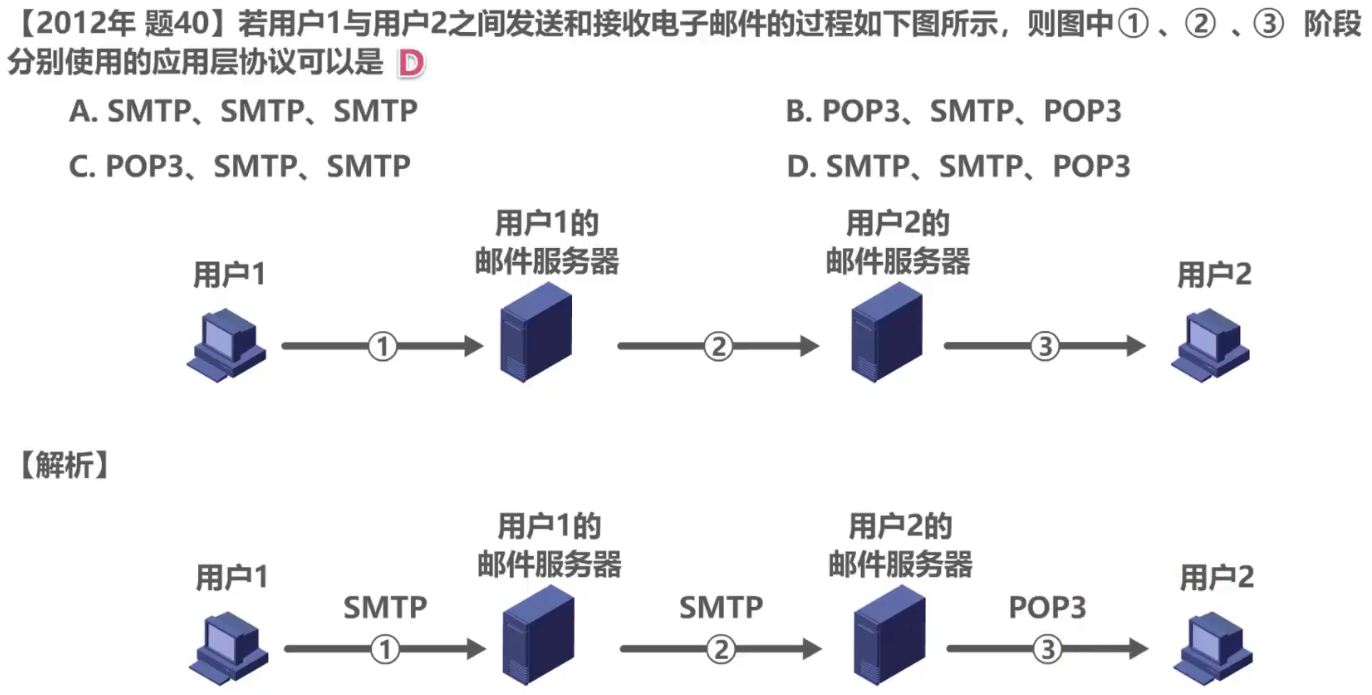 【2012年 题40】若用户1与用户2之间发送和接收电子邮件的过程如下图所示，则图中①、②、③ 阶段
分别使用的应用层协议可以是 D
A. SMTP、SMTP、SMTP
B. POP3、SMTP、POP3
C. POP3、SMTP、SMTP
D. SMTP、SMTP、POP3
用户1
用户1的
邮件服务器
用户2的
邮件服务器
用户2
①
②
③
【解析】
用户1
用户1的
邮件服务器
用户2的
邮件服务器
用户2
SMTP
SMTP
POP3
①
②
③